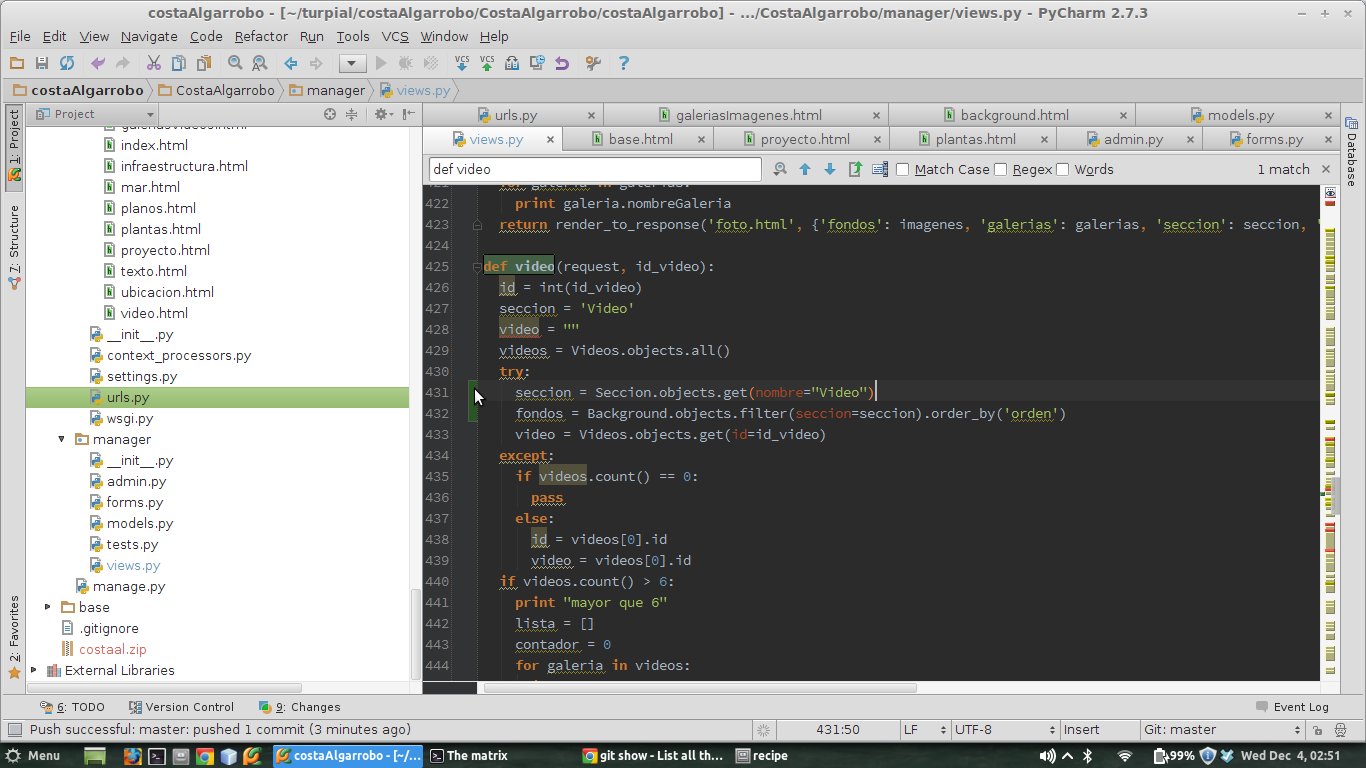 costaAlgarrobo - [~/turpial/costaAlgarrobo/CostaAlgarrobo/costaAlgarrobo] - .../CostaAlgarrobo/manager/views.py - PyCharm 2.7.3
File Edit View Navigate Code Refactor Run Tools VCS Window Help
costaAlgarrobo CostaAlgarrobo manager views.py
Project
urls.py galeriasImagenes.html background.html models.py
views.py base.html proyecto.html plantas.html admin.py forms.py
def video Match Case Regex Words 1 match
1: Project
7: Structure
2: Favorites
Database
index.html
infraestructura.html
mar.html
planos.html
plantas.html
proyecto.html
texto.html
ubicacion.html
video.html
__init__.py
context_processors.py
settings.py
urls.py
wsgi.py
manager
__init__.py
admin.py
forms.py
models.py
tests.py
views.py
manage.py
base
.gitignore
costaal.zip
External Libraries
421 for galeria in galerias:
422 print galeria.nombreGaleria
423 return render_to_response('foto.html', {'fondos': imagenes, 'galerias': galerias, 'seccion': seccion, '
424
425 def video(request, id_video):
426 id = int(id_video)
427 seccion = 'Video'
428 video = ""
429 videos = Videos.objects.all()
430 try:
431 seccion = Seccion.objects.get(nombre="Video")
432 fondos = Background.objects.filter(seccion=seccion).order_by('orden')
433 video = Videos.objects.get(id=id_video)
434 except:
435 if videos.count() == 0:
436 pass
437 else:
438 id = videos[0].id
439 video = videos[0].id
440 if videos.count() > 6:
441 print "mayor que 6"
442 lista = []
443 contador = 0
444 for galeria in videos:
6: TODO Version Control 9: Changes Event Log
Push successful: master: pushed 1 commit (3 minutes ago) 431:50 LF UTF-8 Insert Git: master
Menu costaAlgarrobo - [~/... The matrix git show - List all th... recipe 99% Wed Dec 4, 02:51